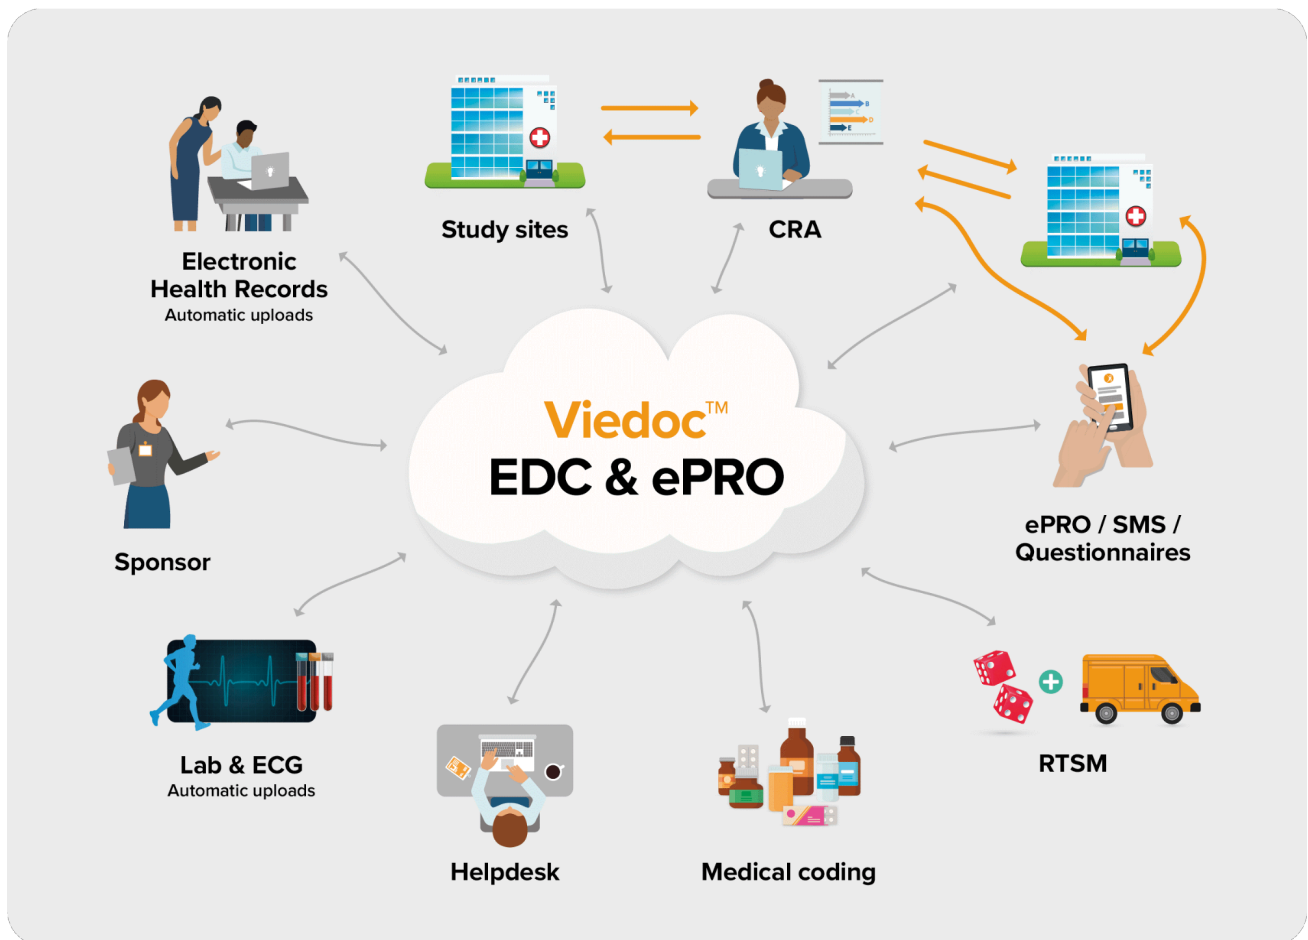 A
B
C
D
E
Study sites
CRA
Electronic
Health Records
Automatic uploads
Viedoc™
EDC & ePRO
Sponsor
ePRO / SMS /
Questionnaires
Lab & ECG
Automatic uploads
RTSM
Helpdesk
Medical coding